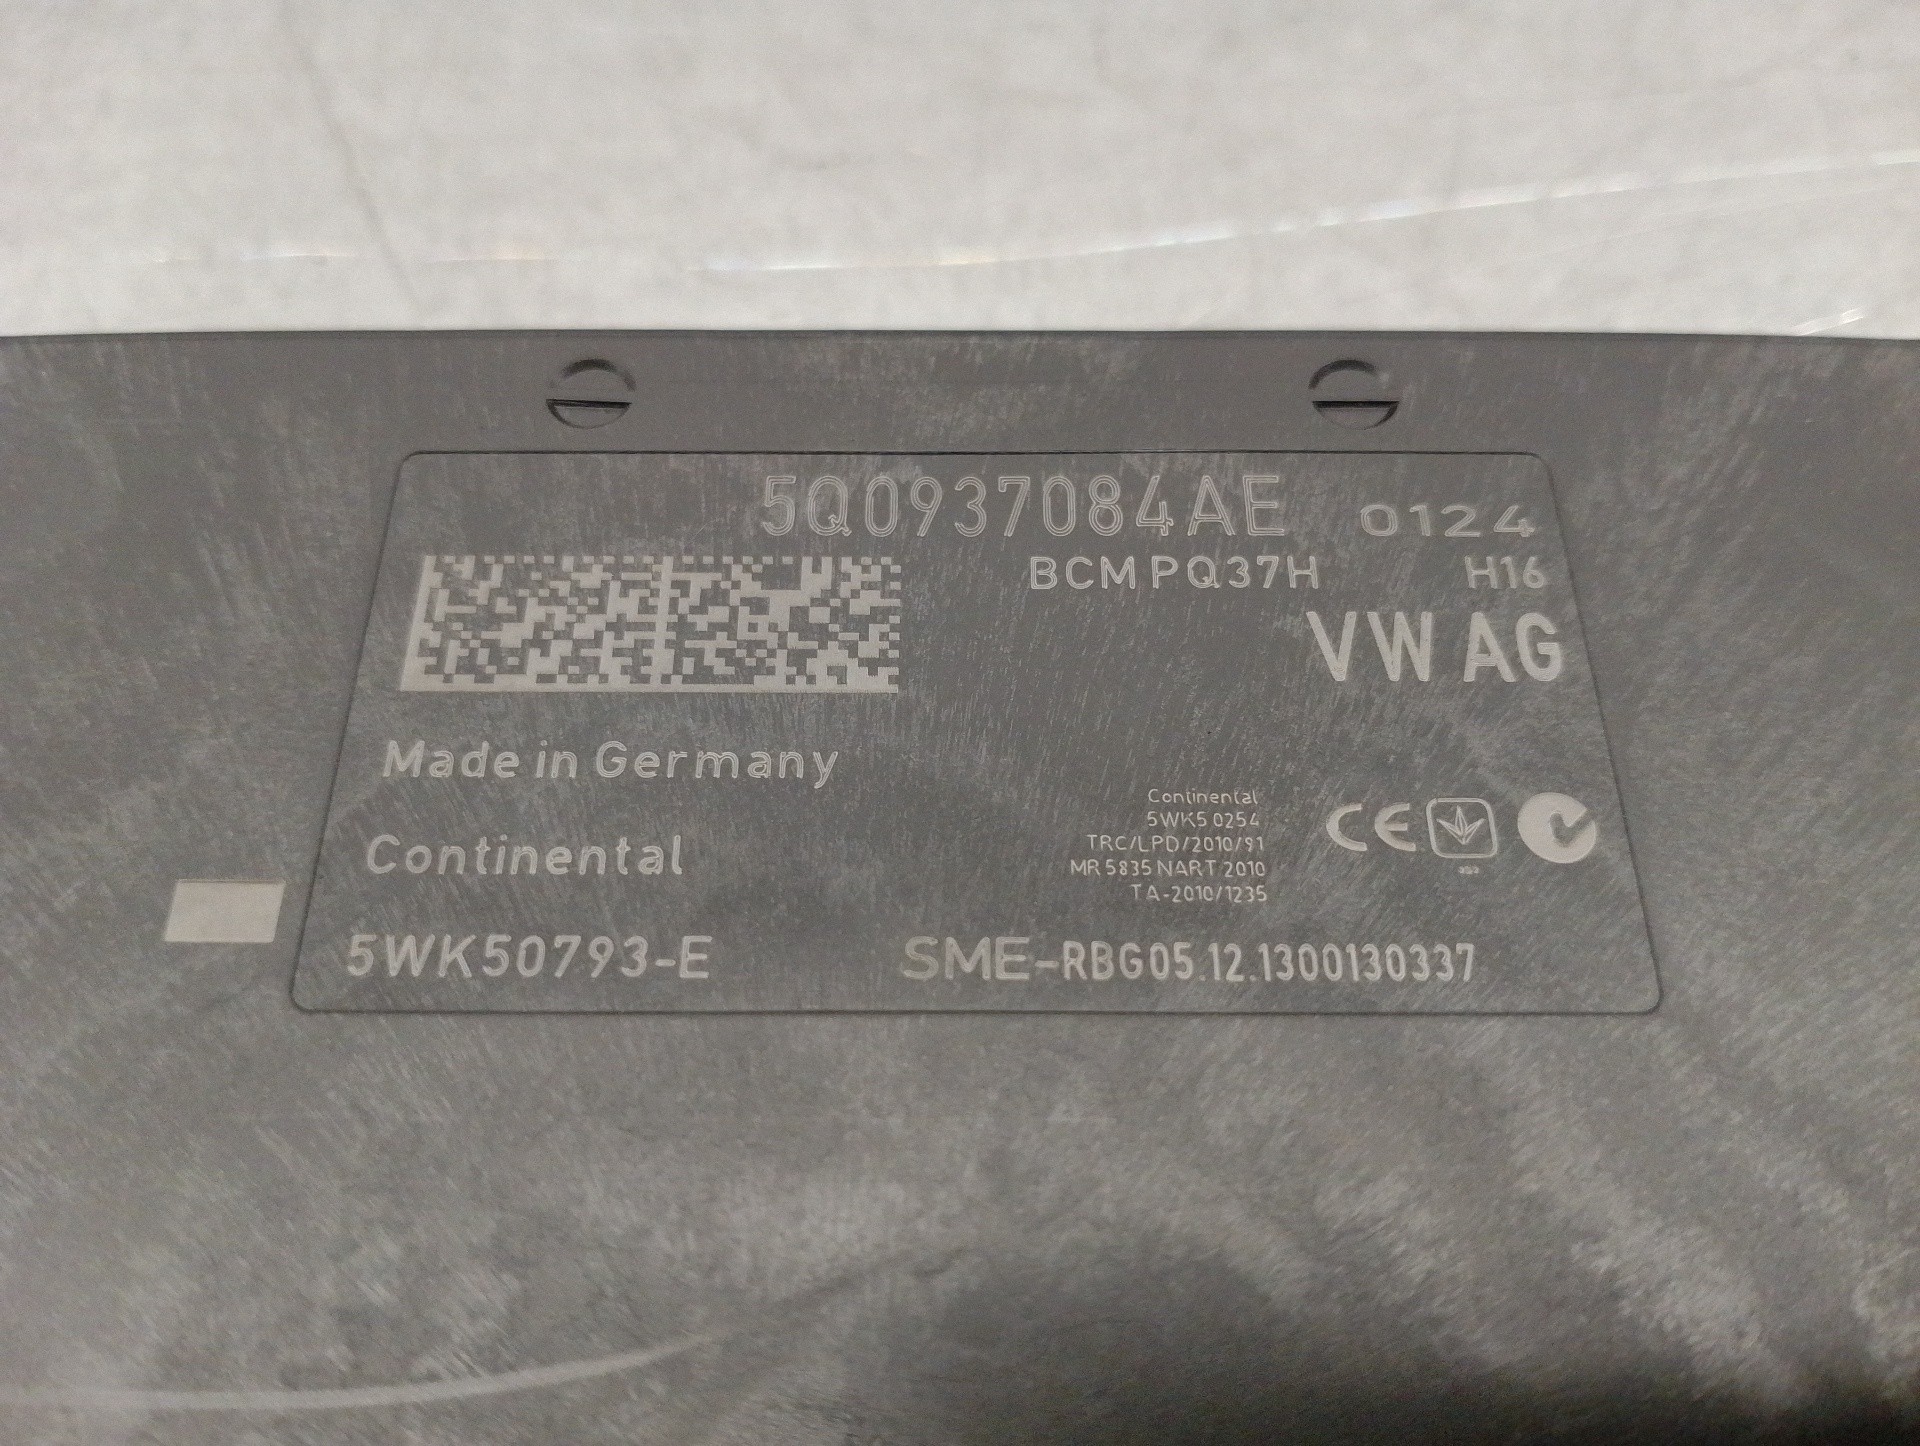 5Q0937084AE 0124
BCM PQ37H H16
VW AG
Made in Germany
Continental
5WK5 0254
TRC/LPD/2010/91
MR 5835 NART 2010
TA-2010/1235
CE
Continental
5WK50793-E
SME-RBG05.12.1300130337